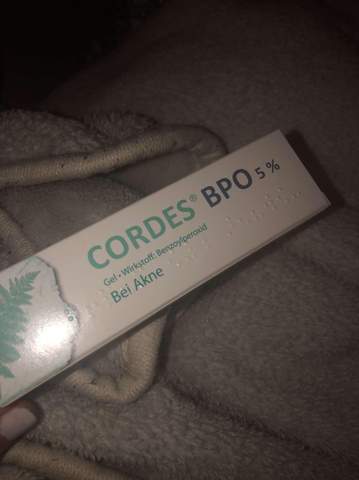 CORDES® BPO 5 %
Gel • Wirkstoff: Benzoylperoxid
Bei Akne